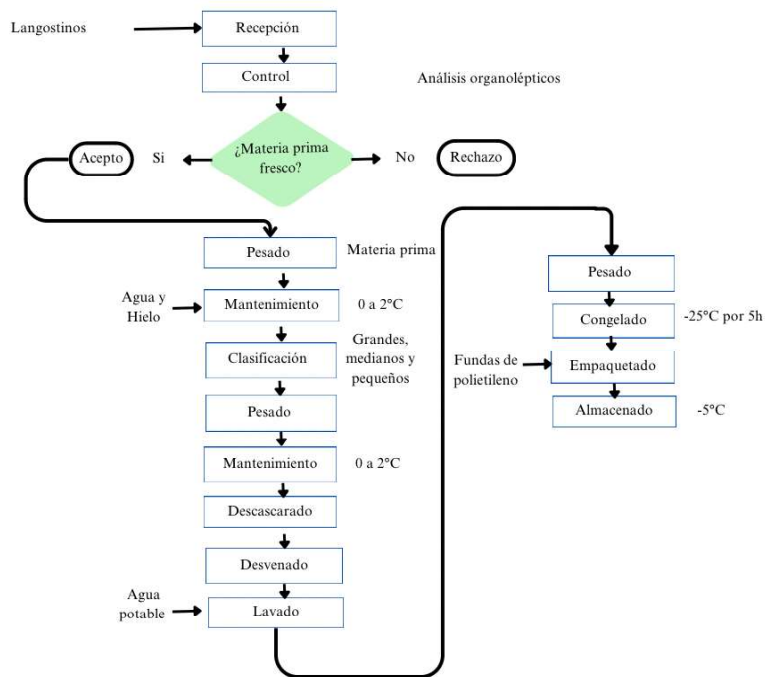 Langostinos
Recepción
Control
Análisis organolépticos
¿Materia prima
fresco?
Acepto
Si
No
Rechazo
Pesado
Materia prima
Agua y
Hielo
Mantenimiento
0 a 2°C
Clasificación
Grandes,
medianos y
pequeños
Pesado
Mantenimiento
0 a 2°C
Descascarado
Desvenado
Agua
potable
Lavado
Pesado
Congelado
-25°C por 5h
Fundas de
polietileno
Empaquetado
Almacenado
-5°C